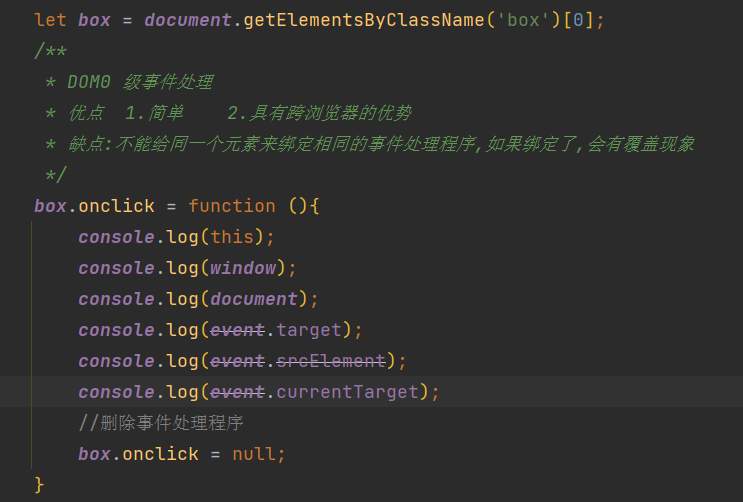 let box = document.getElementsByClassName('box')[0];
/**
 * DOM0 级事件处理
 * 优点  1.简单    2.具有跨浏览器的优势
 * 缺点:不能给同一个元素来绑定相同的事件处理程序,如果绑定了,会有覆盖现象
 */
box.onclick = function (){
    console.log(this);
    console.log(window);
    console.log(document);
    console.log(event.target);
    console.log(event.srcElement);
    console.log(event.currentTarget);
    //删除事件处理程序
    box.onclick = null;
}